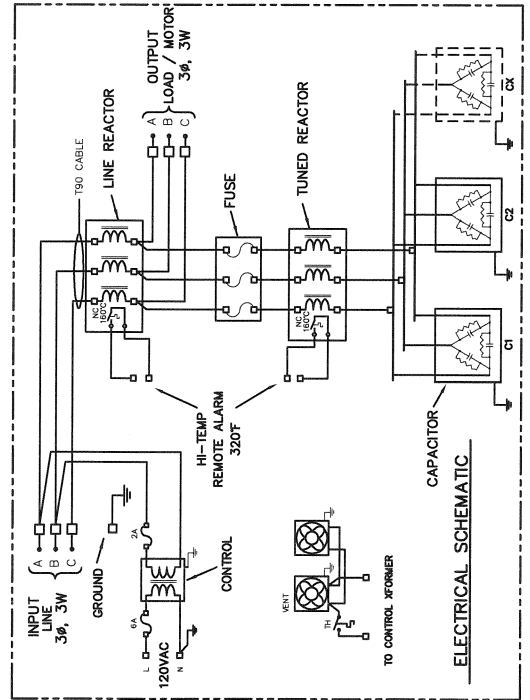 INPUT
LINE
3ø, 3W
A
B
C
GROUND
L
N
120VAC
6A
2A
CONTROL
T90 CABLE
LINE REACTOR
NC
160°C
OUTPUT
LOAD / MOTOR
3ø, 3W
A
B
C
HI-TEMP
REMOTE ALARM
320°F
FUSE
TUNED REACTOR
NC
160°C
CAPACITOR
C1
C2
CX
VENT
TH
TO CONTROL XFORMER
ELECTRICAL SCHEMATIC